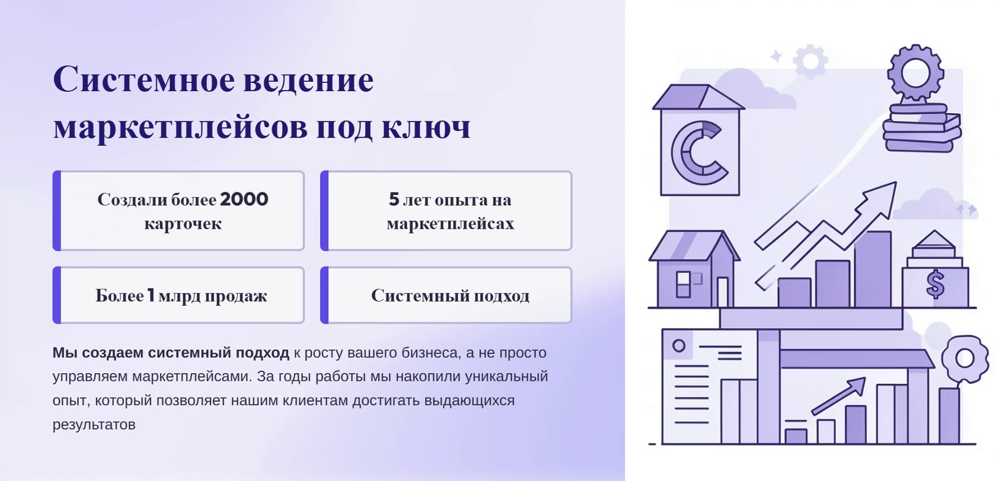 Системное ведение
маркетплейсов под ключ
Создали более 2000
карточек
5 лет опыта на
маркетплейсах
Более 1 млрд продаж
Системный подход
Мы создаем системный подход к росту вашего бизнеса, а не просто
управляем маркетплейсами. За годы работы мы накопили уникальный
опыт, который позволяет нашим клиентам достигать выдающихся
результатов
C
$